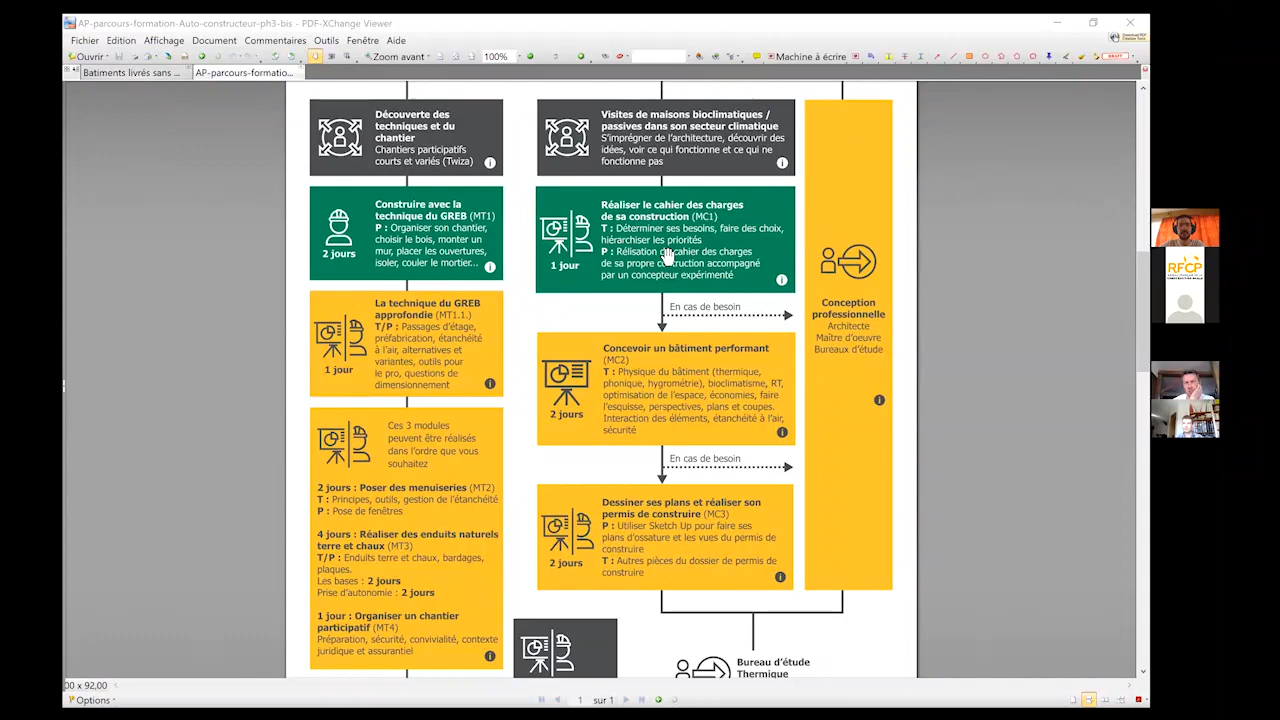 AP-parcours-formation-Auto-constructeur-ph3-bis - PDF-XChange Viewer
Fichier Edition Affichage Document Commentaires Outils Fenêtre Aide
Ouvrir Zoom avant 100% Machine à écrire
Batiments livrés sans ... AP-parcours-formatio...
Découverte des
techniques et du
chantier
Chantiers participatifs
courts et variés (Twiza)
Construire avec la
technique du GREB (MT1)
P : Organiser son chantier,
choisir le bois, monter un
mur, placer les ouvertures,
isoler, couler le mortier...
2 jours
La technique du GREB
approfondie (MT1.1.)
T/P : Passages d'étage,
préfabrication, étanchéité
à l'air, alternatives et
variantes, outils pour
le pro, questions de
dimensionnement
1 jour
Ces 3 modules
peuvent être réalisés
dans l'ordre que vous
souhaitez
2 jours : Poser des menuiseries (MT2)
T : Principes, outils, gestion de l'étanchéité
P : Pose de fenêtres
4 jours : Réaliser des enduits naturels
terre et chaux (MT3)
T/P : Enduits terre et chaux, bardages,
plaques.
Les bases : 2 jours
Prise d'autonomie : 2 jours
1 jour : Organiser un chantier
participatif (MT4)
Préparation, sécurité, convivialité, contexte
juridique et assurantiel
Visites de maisons bioclimatiques /
passives dans son secteur climatique
S'imprégner de l'architecture, découvrir des
idées, voir ce qui fonctionne et ce qui ne
fonctionne pas
Réaliser le cahier des charges
de sa construction (MC1)
T : Déterminer ses besoins, faire des choix,
hiérarchiser les priorités
P : Rélisation du cahier des charges
de sa propre construction accompagné
par un concepteur expérimenté
1 jour
En cas de besoin
Concevoir un bâtiment performant
(MC2)
T : Physique du bâtiment (thermique,
phonique, hygrométrie), bioclimatisme, RT,
optimisation de l'espace, économies, faire
l'esquisse, perspectives, plans et coupes.
Interaction des éléments, étanchéité à l'air,
sécurité
2 jours
En cas de besoin
Dessiner ses plans et réaliser son
permis de construire (MC3)
P : Utiliser Sketch Up pour faire ses
plans d'ossature et les vues du permis de
construire
T : Autres pièces du dossier de permis de
construire
2 jours
Conception
professionnelle
Architecte
Maître d'oeuvre
Bureaux d'étude
Bureau d'étude
Thermique
RFCP
00 x 92,00
Options 1 sur 1